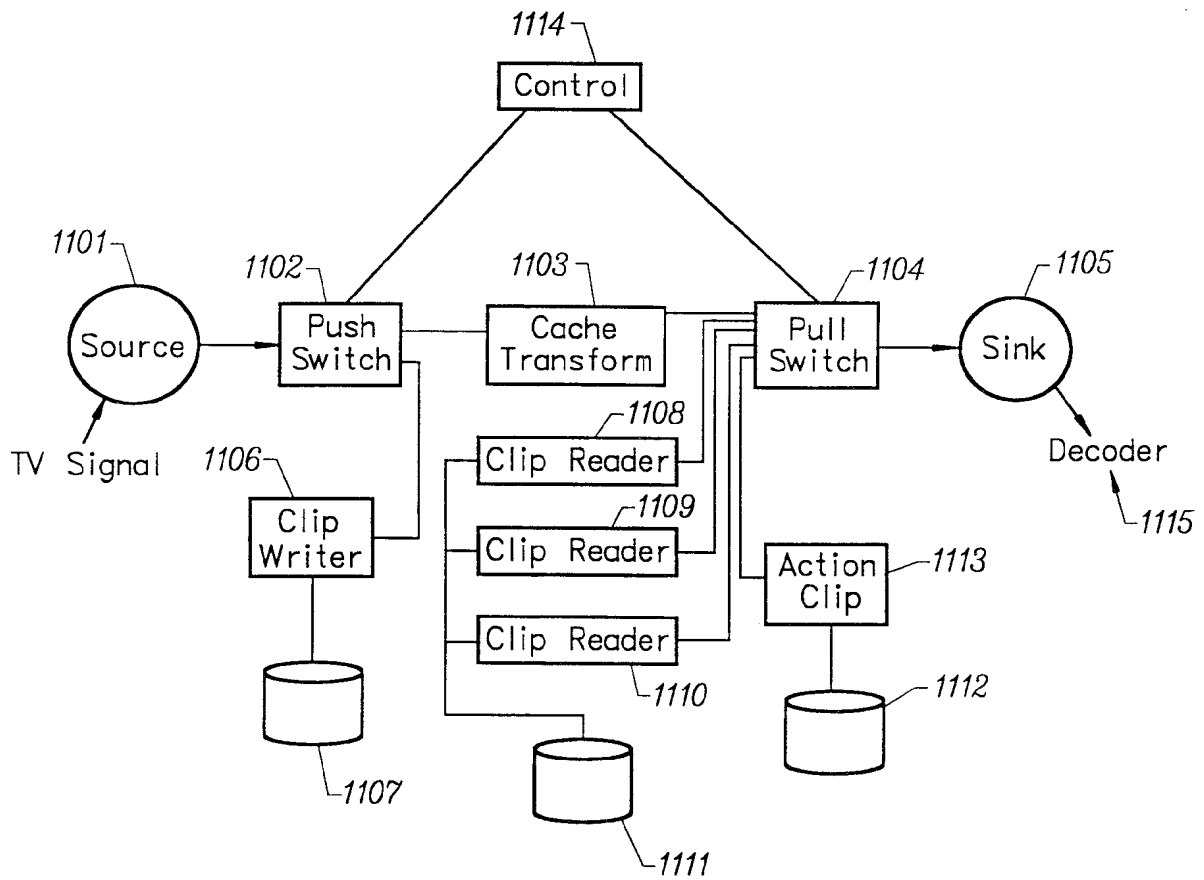 1114
Control
1101
1102
1103
1104
1105
Source
Push
Switch
Cache
Transform
Pull
Switch
Sink
TV Signal
1106
1108
Clip Reader
Decoder
1115
Clip
Writer
1109
Clip Reader
Action
Clip
1113
Clip Reader
1110
1107
1112
1111